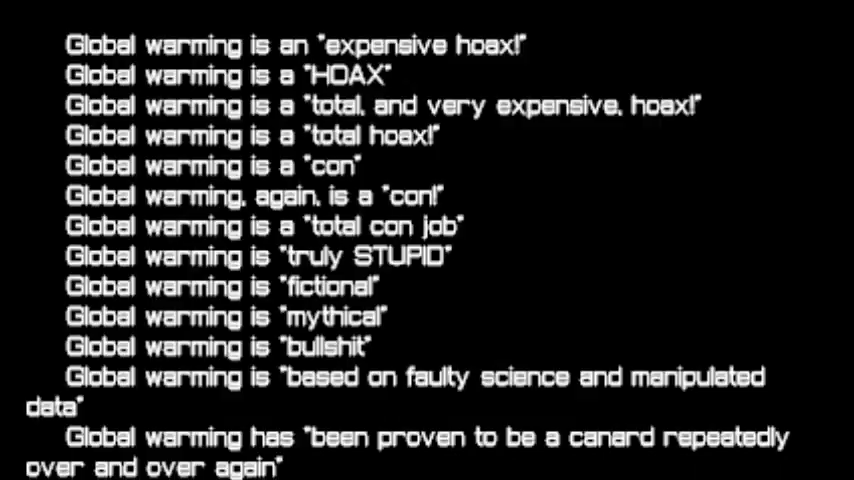 Global warming is an "expensive hoax!"
Global warming is a "HOAX"
Global warming is a "total, and very expensive, hoax!"
Global warming is a "total hoax!"
Global warming is a "con"
Global warming, again, is a "con!"
Global warming is a "total con job"
Global warming is "truly STUPID"
Global warming is "fictional"
Global warming is "mythical"
Global warming is "bullshit"
Global warming is "based on faulty science and manipulated
data"
Global warming has "been proven to be a canard repeatedly
over and over again"